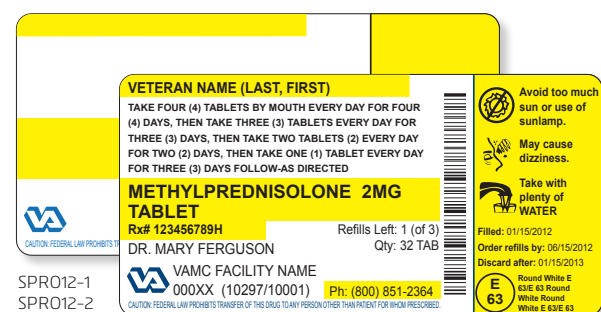 VETERAN NAME (LAST, FIRST)
TAKE FOUR (4) TABLETS BY MOUTH EVERY DAY FOR FOUR
(4) DAYS, THEN TAKE THREE (3) TABLETS EVERY DAY FOR
THREE (3) DAYS, THEN TAKE TWO TABLETS (2) EVERY DAY
FOR TWO (2) DAYS, THEN TAKE ONE (1) TABLET EVERY DAY
FOR THREE (3) DAYS FOLLOW-AS DIRECTED
METHYLPREDNISOLONE 2MG
TABLET
Rx# 123456789H
Refills Left: 1 (of 3)
DR. MARY FERGUSON
Qty: 32 TAB
VA
VAMC FACILITY NAME
000XX (10297/10001)
Ph: (800) 851-2364
CAUTION: FEDERAL LAW PROHIBITS TRANSFER OF THIS DRUG TO ANY PERSON OTHER THAN PATIENT FOR WHOM PRESCRIBED.
Avoid too much
sun or use of
sunlamp.
May cause
dizziness.
Take with
plenty of
WATER
Filled: 01/15/2012
Order refills by: 06/15/2012
Discard after: 01/15/2013
E
63
Round White E
63/E 63 Round
White Round
White E 63/E 63
VA
CAUTION: FEDERAL LAW PROHIBITS
SPRO12-1
SPRO12-2